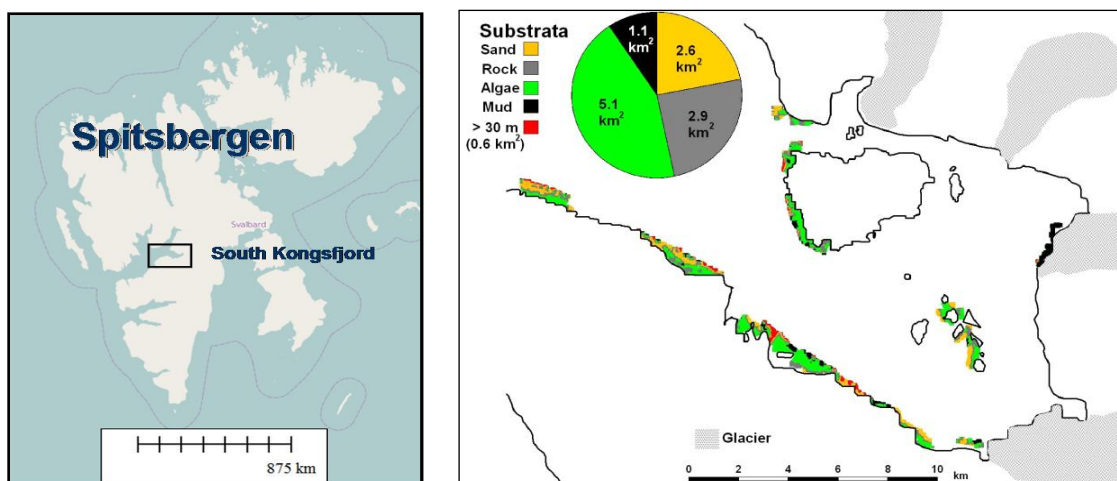 Spitsbergen
Svalbard
South Kongsfjord
875 km
Substrata
Sand
Rock
Algae
Mud
> 30 m
(0.6 km²)
1.1
km²
2.6
km²
5.1
km²
2.9
km²
Glacier
0 2 4 6 8 10
km